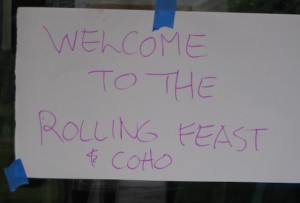 WELCOME
TO THE
ROLLING FEAST
& COHO